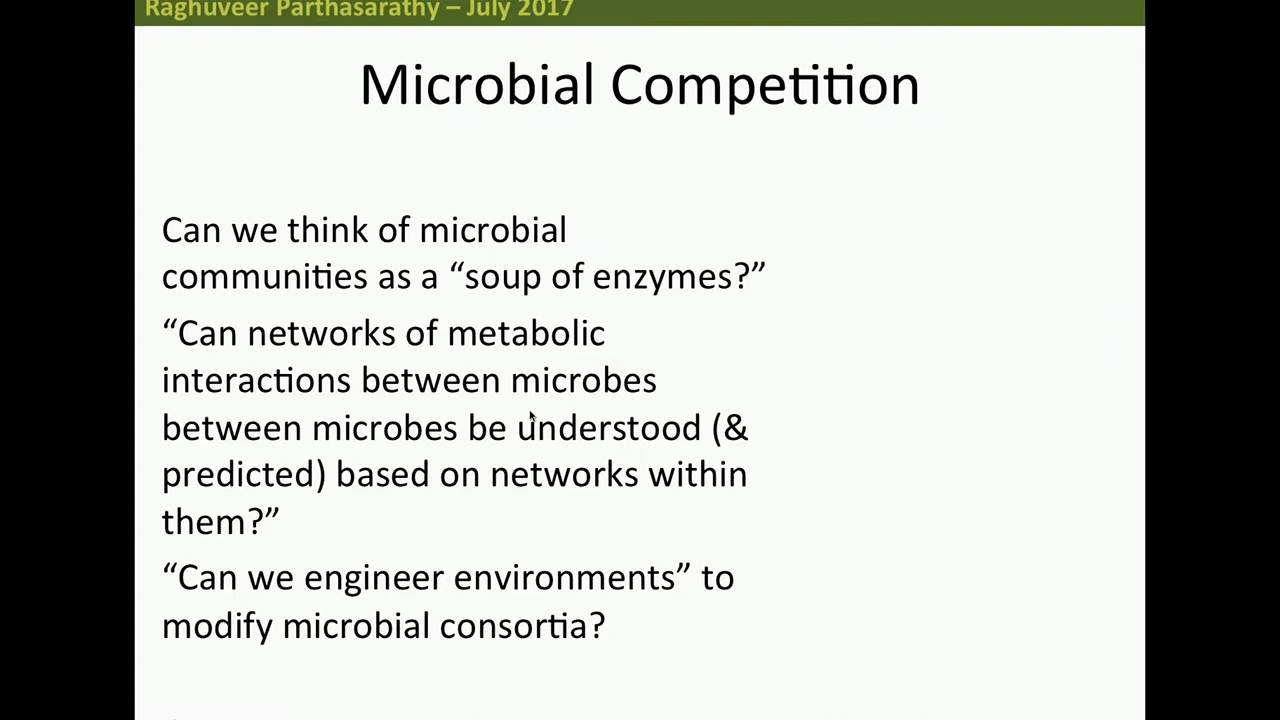 Raghuveer Parthasarathy – July 2017
Microbial Competition
Can we think of microbial
communities as a “soup of enzymes?”
“Can networks of metabolic
interactions between microbes
between microbes be understood (&
predicted) based on networks within
them?”
“Can we engineer environments” to
modify microbial consortia?